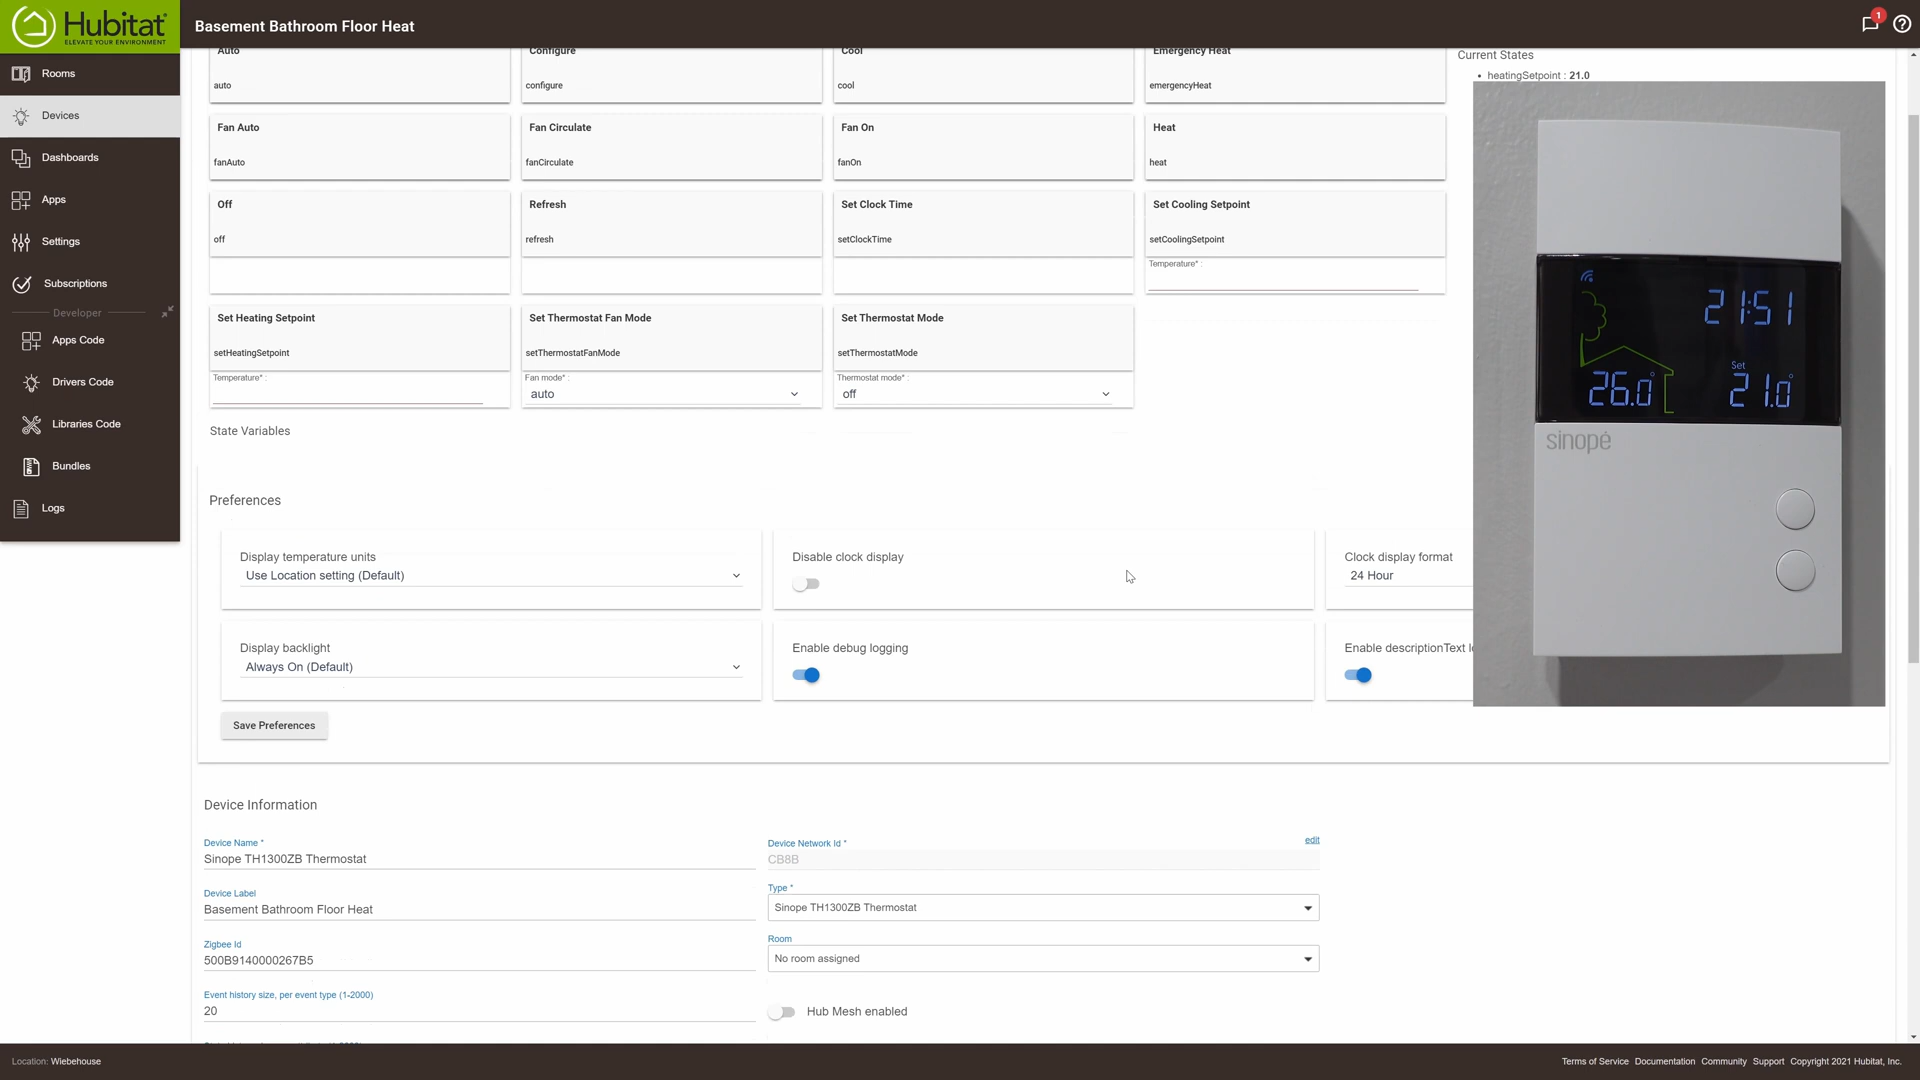 Hubitat
ELEVATE YOUR ENVIRONMENT
Basement Bathroom Floor Heat
1
Rooms
Devices
Dashboards
Apps
Settings
Subscriptions
Developer
Apps Code
Drivers Code
Libraries Code
Bundles
Logs
Auto Configure Cool Emergency Heat
auto configure cool emergencyHeat
Fan Auto Fan Circulate Fan On Heat
fanAuto fanCirculate fanOn heat
Off Refresh Set Clock Time Set Cooling Setpoint
off refresh setClockTime setCoolingSetpoint
Temperature* :
Set Heating Setpoint Set Thermostat Fan Mode Set Thermostat Mode
setHeatingSetpoint setThermostatFanMode setThermostatMode
Temperature* : Fan mode* : Thermostat mode* :
auto off
Current States
• heatingSetpoint : 21.0
21:51
Set
26.0° 21.0°
sinopé
State Variables
Preferences
Display temperature units Disable clock display Clock display format
Use Location setting (Default) 24 Hour
Display backlight Enable debug logging Enable descriptionText
Always On (Default)
Save Preferences
Device Information
Device Name * Device Network Id * edit
Sinope TH1300ZB Thermostat CB8B
Device Label Type *
Basement Bathroom Floor Heat Sinope TH1300ZB Thermostat
Zigbee Id Room
500B9140000267B5 No room assigned
Event history size, per event type (1-2000)
20 Hub Mesh enabled
Location: Wiebehouse
Terms of Service Documentation Community Support Copyright 2021 Hubitat, Inc.